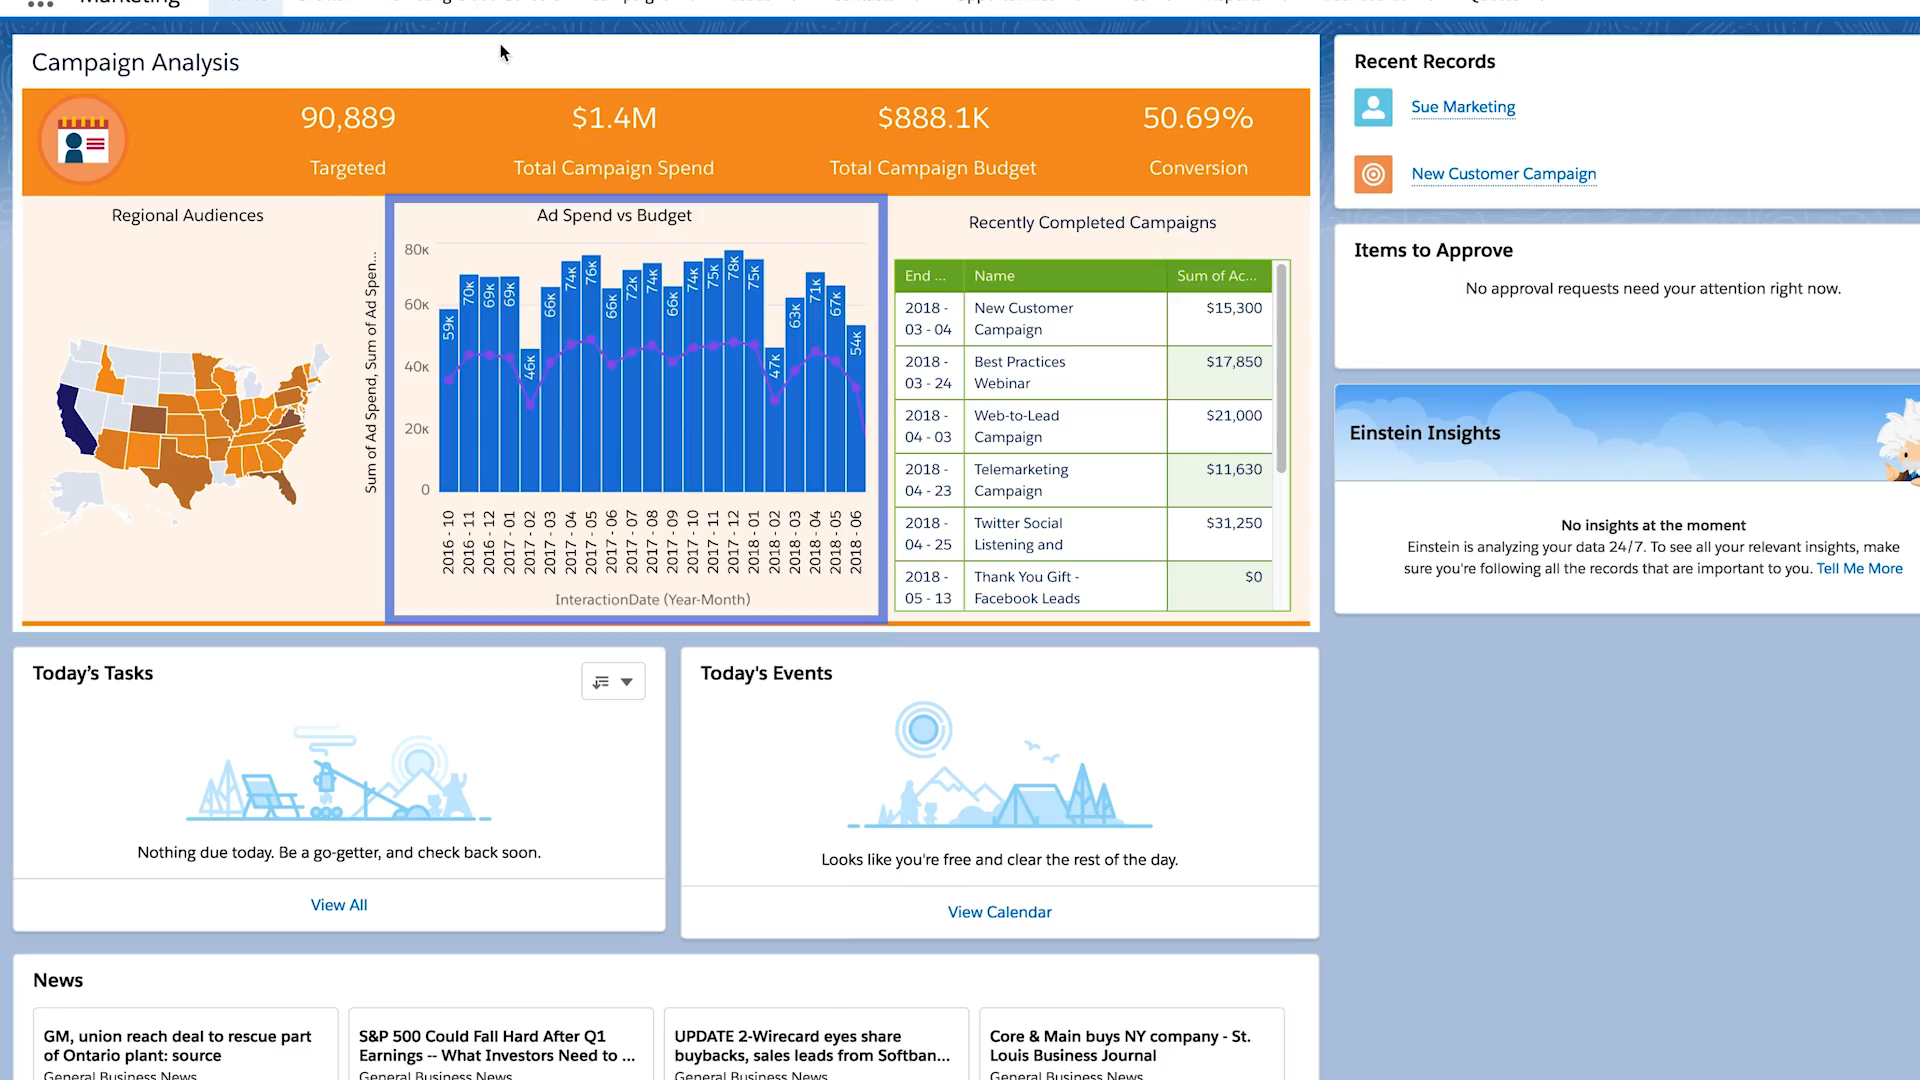 Campaign Analysis
90,889
Targeted
$1.4M
Total Campaign Spend
$888.1K
Total Campaign Budget
50.69%
Conversion
Regional Audiences
Sum of Ad Spend, Sum of Ad Spen...
Ad Spend vs Budget
80K
60K
40K
20K
0
59K
70K
69K
69K
46K
66K
74K
76K
66K
72K
74K
66K
74K
75K
78K
75K
47K
63K
71K
67K
54K
2016 - 10
2016 - 11
2016 - 12
2017 - 01
2017 - 02
2017 - 03
2017 - 04
2017 - 05
2017 - 06
2017 - 07
2017 - 08
2017 - 09
2017 - 10
2017 - 11
2017 - 12
2018 - 01
2018 - 02
2018 - 03
2018 - 04
2018 - 05
2018 - 06
InteractionDate (Year-Month)
Recently Completed Campaigns
End ... Name Sum of Ac...
2018 - New Customer $15,300
03 - 04 Campaign
2018 - Best Practices $17,850
03 - 24 Webinar
2018 - Web-to-Lead $21,000
04 - 03 Campaign
2018 - Telemarketing $11,630
04 - 23 Campaign
2018 - Twitter Social $31,250
04 - 25 Listening and
2018 - Thank You Gift - $0
05 - 13 Facebook Leads
Recent Records
Sue Marketing
New Customer Campaign
Items to Approve
No approval requests need your attention right now.
Einstein Insights
No insights at the moment
Einstein is analyzing your data 24/7. To see all your relevant insights, make
sure you're following all the records that are important to you. Tell Me More
Today’s Tasks
Nothing due today. Be a go-getter, and check back soon.
View All
Today's Events
Looks like you're free and clear the rest of the day.
View Calendar
News
GM, union reach deal to rescue part
of Ontario plant: source
General Business News
S&P 500 Could Fall Hard After Q1
Earnings -- What Investors Need to ...
General Business News
UPDATE 2-Wirecard eyes share
buybacks, sales leads from Softban...
General Business News
Core & Main buys NY company - St.
Louis Business Journal
General Business News